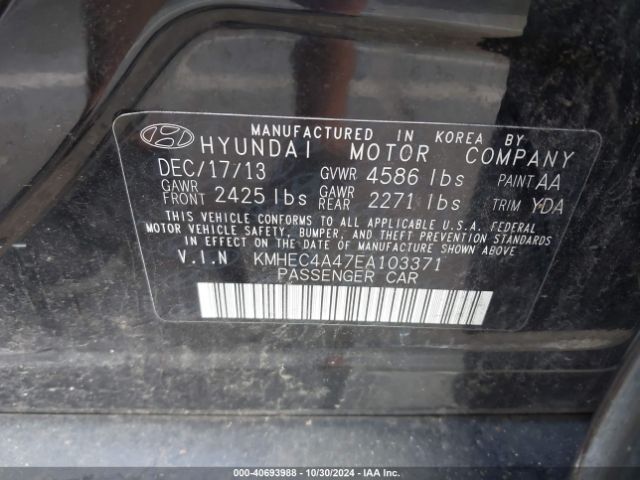 MANUFACTURED IN KOREA BY
HYUNDAI MOTOR COMPANY
DEC/17/13 GVWR 4586 lbs PAINT AA
GAWR FRONT 2425 lbs GAWR REAR 2271 lbs TRIM YDA
THIS VEHICLE CONFORMS TO ALL APPLICABLE U.S.A. FEDERAL
MOTOR VEHICLE SAFETY, BUMPER, AND THEFT PREVENTION STANDARDS
IN EFFECT ON THE DATE OF MANUFACTURE SHOWN ABOVE.
V.I.N KMHEC4A47EA103371
PASSENGER CAR
000-40693988 - 10/30/2024 - IAA Inc.